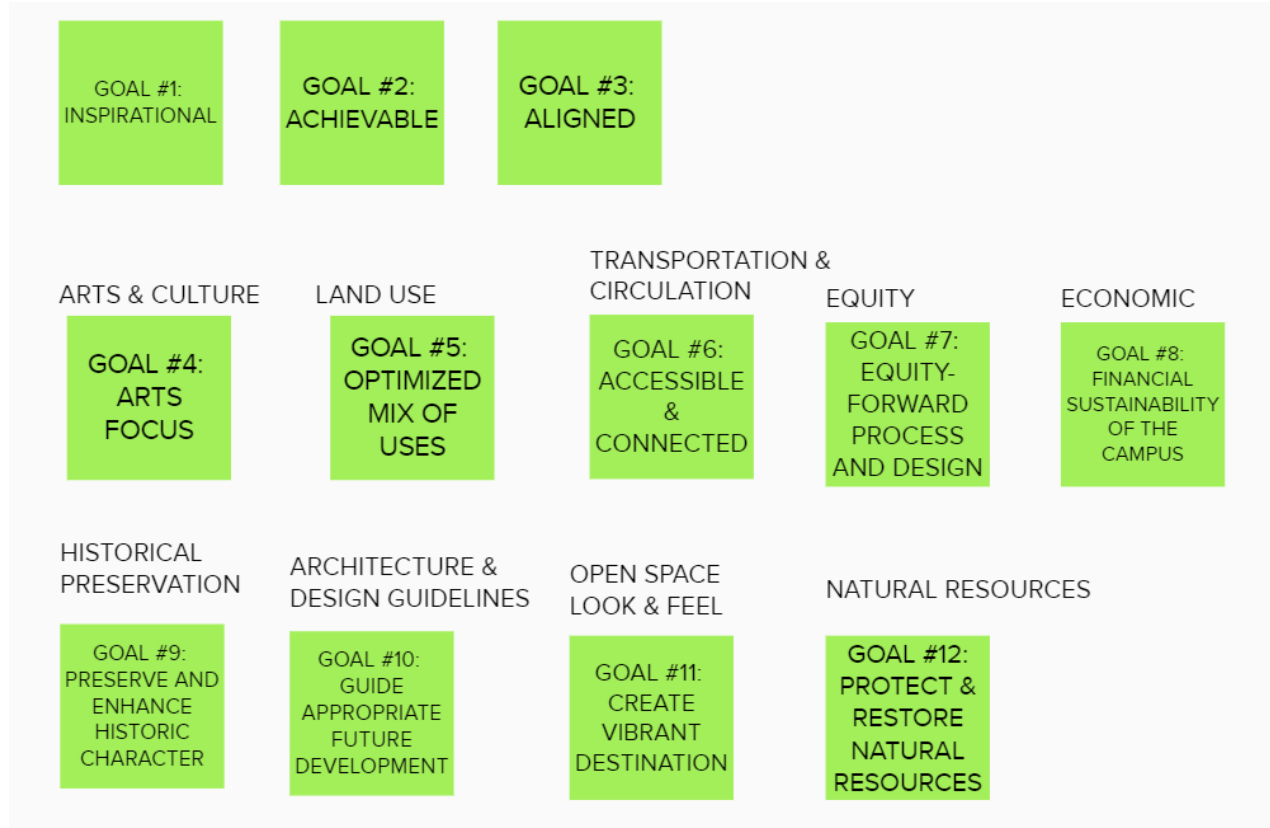 GOAL #1:
INSPIRATIONAL
GOAL #2:
ACHIEVABLE
GOAL #3:
ALIGNED
ARTS & CULTURE
GOAL #4:
ARTS
FOCUS
LAND USE
GOAL #5:
OPTIMIZED
MIX OF
USES
TRANSPORTATION &
CIRCULATION
GOAL #6:
ACCESSIBLE
&
CONNECTED
EQUITY
GOAL #7:
EQUITY-
FORWARD
PROCESS
AND DESIGN
ECONOMIC
GOAL #8:
FINANCIAL
SUSTAINABILITY
OF THE
CAMPUS
HISTORICAL
PRESERVATION
GOAL #9:
PRESERVE AND
ENHANCE
HISTORIC
CHARACTER
ARCHITECTURE &
DESIGN GUIDELINES
GOAL #10:
GUIDE
APPROPRIATE
FUTURE
DEVELOPMENT
OPEN SPACE
LOOK & FEEL
GOAL #11:
CREATE
VIBRANT
DESTINATION
NATURAL RESOURCES
GOAL #12:
PROTECT &
RESTORE
NATURAL
RESOURCES